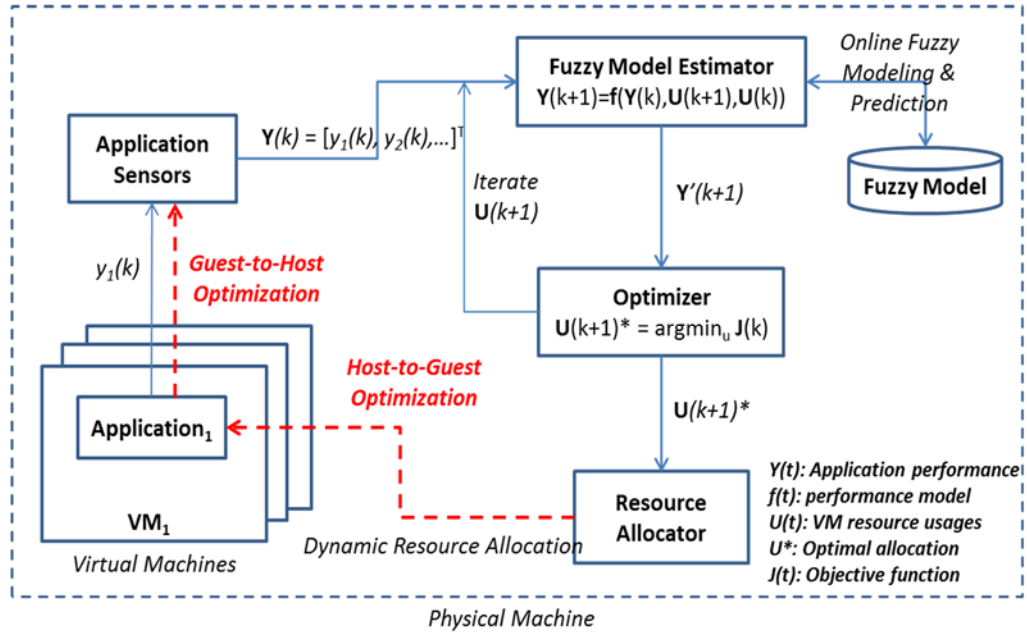 Fuzzy Model Estimator
Y(k+1)=f(Y(k),U(k+1),U(k))
Online Fuzzy
Modeling &
Prediction
Fuzzy Model
Application
Sensors
Y(k) = [y₁(k), y₂(k),...]ᵀ
Iterate
U(k+1)
Y'(k+1)
y₁(k)
Guest-to-Host
Optimization
Optimizer
U(k+1)* = argminᵤ J(k)
Host-to-Guest
Optimization
U(k+1)*
Application₁
VM₁
Virtual Machines
Dynamic Resource Allocation
Resource
Allocator
Y(t): Application performance
f(t): performance model
U(t): VM resource usages
U*: Optimal allocation
J(t): Objective function
Physical Machine